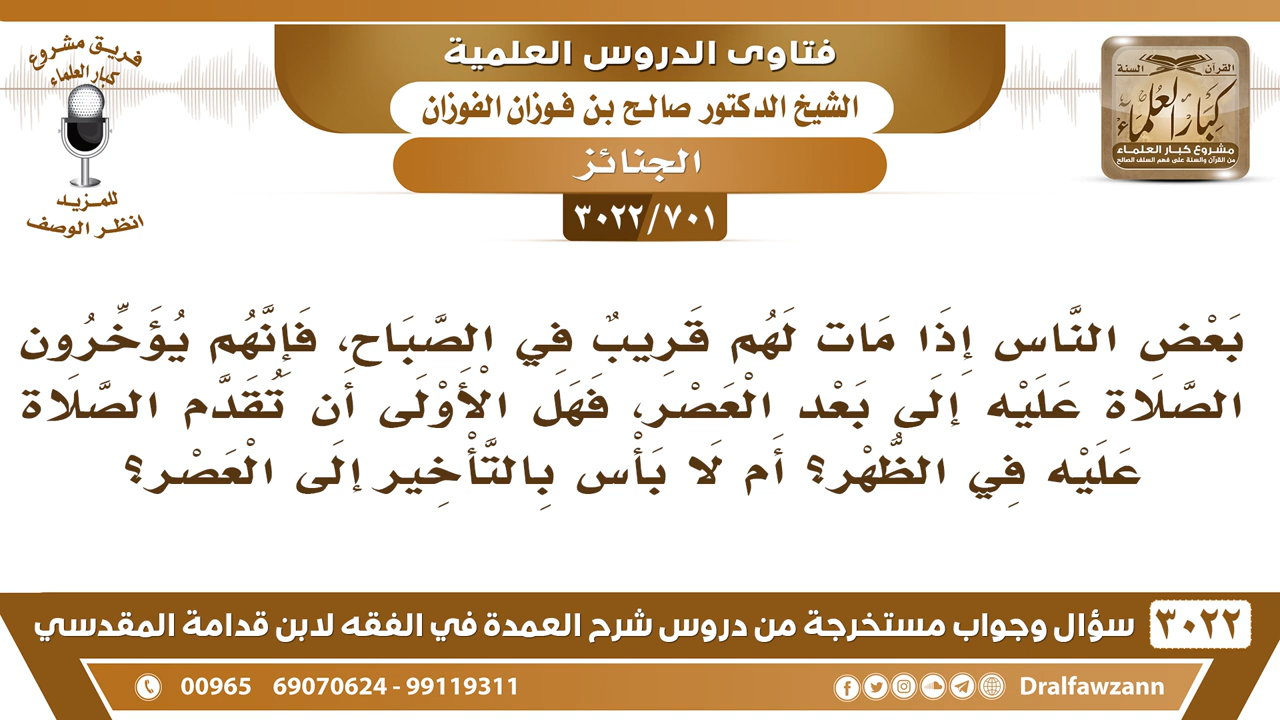 فتاوى الدروس العلمية
الشيخ الدكتور صالح بن فوزان الفوزان
الجنائز
٣٠٢٢/٧٠١
فريق مشروع
كبار العلماء
للمزيد
انظر الوصف
القرآن السنة
كبار العلماء
مشروع كبار العلماء
من القرآن والسنة على فهم السلف الصالح
بَعْض النَّاس إِذَا مَات لَهُم قَرِيبٌ فِي الصَّبَاح، فَإِنَّهُم يُؤَخِّرُون
الصَّلَاة عَلَيْه إِلَى بَعْد الْعَصْر، فَهَل الْأَوْلَى أَن تُقَدَّم الصَّلَاة
عَلَيْه فِي الظُّهْر؟ أَم لَا بَأْس بِالتَّأْخِير إِلَى الْعَصْر؟
٣٠٢٢ سؤال وجواب مستخرجة من دروس شرح العمدة في الفقه لابن قدامة المقدسي
00965 69070624 - 99119311
Dralfawzann